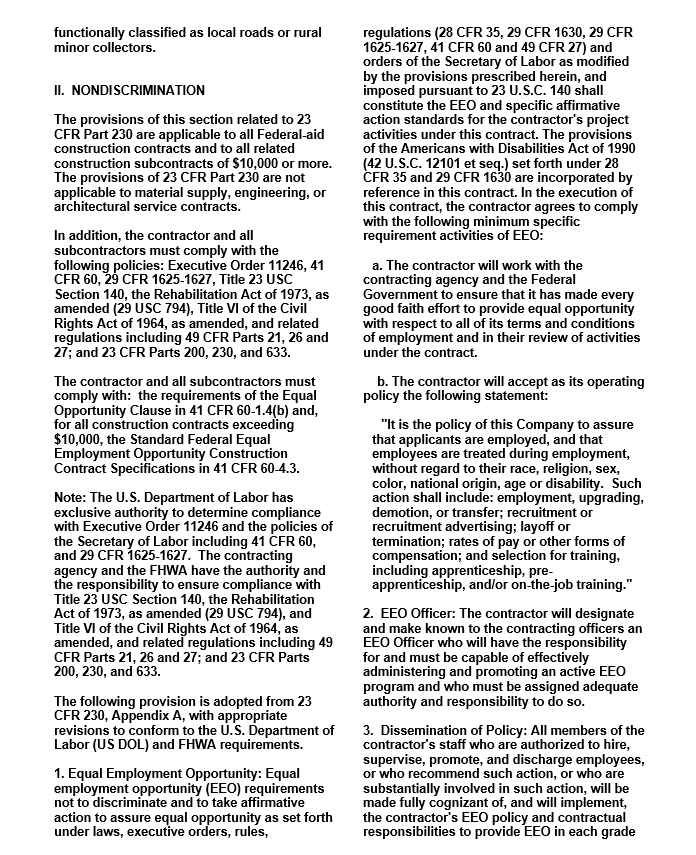 functionally classified as local roads or rural
minor collectors.
II.  NONDISCRIMINATION
The provisions of this section related to 23
CFR Part 230 are applicable to all Federal-aid
construction contracts and to all related
construction subcontracts of $10,000 or more.
The provisions of 23 CFR Part 230 are not
applicable to material supply, engineering, or
architectural service contracts.
In addition, the contractor and all
subcontractors must comply with the
following policies: Executive Order 11246, 41
CFR 60, 29 CFR 1625-1627, Title 23 USC
Section 140, the Rehabilitation Act of 1973, as
amended (29 USC 794), Title VI of the Civil
Rights Act of 1964, as amended, and related
regulations including 49 CFR Parts 21, 26 and
27; and 23 CFR Parts 200, 230, and 633.
The contractor and all subcontractors must
comply with:  the requirements of the Equal
Opportunity Clause in 41 CFR 60-1.4(b) and,
for all construction contracts exceeding
$10,000, the Standard Federal Equal
Employment Opportunity Construction
Contract Specifications in 41 CFR 60-4.3.
Note: The U.S. Department of Labor has
exclusive authority to determine compliance
with Executive Order 11246 and the policies of
the Secretary of Labor including 41 CFR 60,
and 29 CFR 1625-1627.  The contracting
agency and the FHWA have the authority and
the responsibility to ensure compliance with
Title 23 USC Section 140, the Rehabilitation
Act of 1973, as amended (29 USC 794), and
Title VI of the Civil Rights Act of 1964, as
amended, and related regulations including 49
CFR Parts 21, 26 and 27; and 23 CFR Parts
200, 230, and 633.
The following provision is adopted from 23
CFR 230, Appendix A, with appropriate
revisions to conform to the U.S. Department of
Labor (US DOL) and FHWA requirements.
1. Equal Employment Opportunity: Equal
employment opportunity (EEO) requirements
not to discriminate and to take affirmative
action to assure equal opportunity as set forth
under laws, executive orders, rules,
regulations (28 CFR 35, 29 CFR 1630, 29 CFR
1625-1627, 41 CFR 60 and 49 CFR 27) and
orders of the Secretary of Labor as modified
by the provisions prescribed herein, and
imposed pursuant to 23 U.S.C. 140 shall
constitute the EEO and specific affirmative
action standards for the contractor's project
activities under this contract. The provisions
of the Americans with Disabilities Act of 1990
(42 U.S.C. 12101 et seq.) set forth under 28
CFR 35 and 29 CFR 1630 are incorporated by
reference in this contract. In the execution of
this contract, the contractor agrees to comply
with the following minimum specific
requirement activities of EEO:
a. The contractor will work with the
contracting agency and the Federal
Government to ensure that it has made every
good faith effort to provide equal opportunity
with respect to all of its terms and conditions
of employment and in their review of activities
under the contract.
b. The contractor will accept as its operating
policy the following statement:
"It is the policy of this Company to assure
that applicants are employed, and that
employees are treated during employment,
without regard to their race, religion, sex,
color, national origin, age or disability.  Such
action shall include: employment, upgrading,
demotion, or transfer; recruitment or
recruitment advertising; layoff or
termination; rates of pay or other forms of
compensation; and selection for training,
including apprenticeship, pre-
apprenticeship, and/or on-the-job training."
2.  EEO Officer: The contractor will designate
and make known to the contracting officers an
EEO Officer who will have the responsibility
for and must be capable of effectively
administering and promoting an active EEO
program and who must be assigned adequate
authority and responsibility to do so.
3.  Dissemination of Policy: All members of the
contractor's staff who are authorized to hire,
supervise, promote, and discharge employees,
or who recommend such action, or who are
substantially involved in such action, will be
made fully cognizant of, and will implement,
the contractor's EEO policy and contractual
responsibilities to provide EEO in each grade